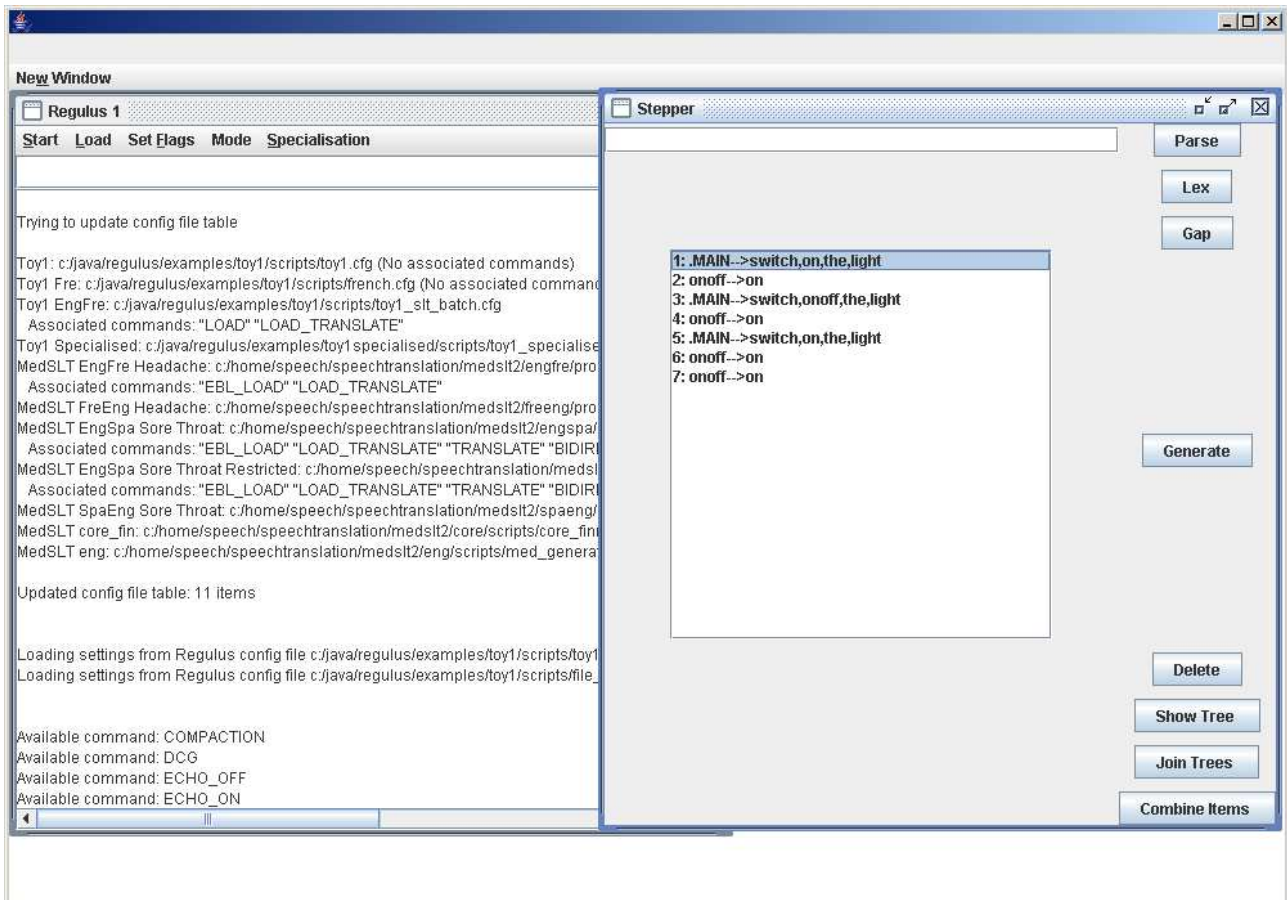 New Window
Regulus 1
Start Load Set Flags Mode Specialisation
Trying to update config file table
Toy1: c:/java/regulus/examples/toy1/scripts/toy1.cfg (No associated commands)
Toy1 Fre: c:/java/regulus/examples/toy1/scripts/french.cfg (No associated command
Toy1 EngFre: c:/java/regulus/examples/toy1/scripts/toy1_slt_batch.cfg
Associated commands: "LOAD" "LOAD_TRANSLATE"
Toy1 Specialised: c:/java/regulus/examples/toy1specialised/scripts/toy1_specialise
MedSLT EngFre Headache: c:/home/speech/speechtranslation/medslt2/engfre/pro
Associated commands: "EBL_LOAD" "LOAD_TRANSLATE"
MedSLT FreEng Headache: c:/home/speech/speechtranslation/medslt2/freeng/pro
MedSLT EngSpa Sore Throat: c:/home/speech/speechtranslation/medslt2/engspa/
Associated commands: "EBL_LOAD" "LOAD_TRANSLATE" "TRANSLATE" "BIDIRE
MedSLT EngSpa Sore Throat Restricted: c:/home/speech/speechtranslation/medsl
Associated commands: "EBL_LOAD" "LOAD_TRANSLATE" "TRANSLATE" "BIDIRE
MedSLT SpaEng Sore Throat: c:/home/speech/speechtranslation/medslt2/spaeng/
MedSLT core_fin: c:/home/speech/speechtranslation/medslt2/core/scripts/core_finr
MedSLT eng: c:/home/speech/speechtranslation/medslt2/eng/scripts/med_genera
Updated config file table: 11 items
Loading settings from Regulus config file c:/java/regulus/examples/toy1/scripts/toy1
Loading settings from Regulus config file c:/java/regulus/examples/toy1/scripts/file_
Available command: COMPACTION
Available command: DCG
Available command: ECHO_OFF
Available command: ECHO_ON
Stepper
Parse
Lex
Gap
1: .MAIN-->switch,on,the,light
2: onoff-->on
3: .MAIN-->switch,onoff,the,light
4: onoff-->on
5: .MAIN-->switch,on,the,light
6: onoff-->on
7: onoff-->on
Generate
Delete
Show Tree
Join Trees
Combine Items